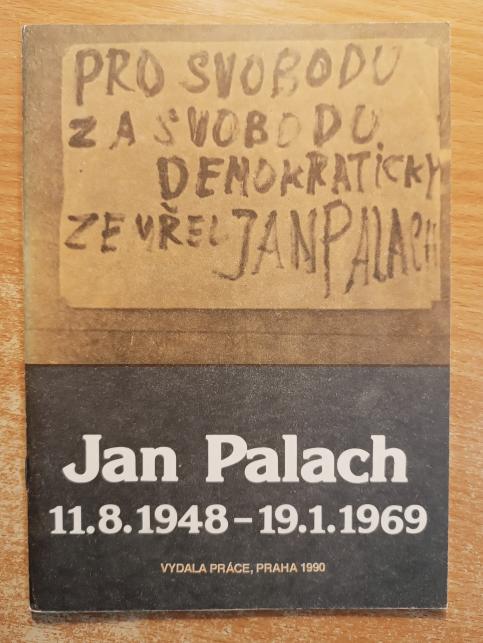 PRO SVOBODU
ZA SVOBODU
DEMOKRATICKY
ZEMŘEL JAN PALACH
Jan Palach
11.8.1948 – 19.1.1969
VYDALA PRÁCE, PRAHA 1990